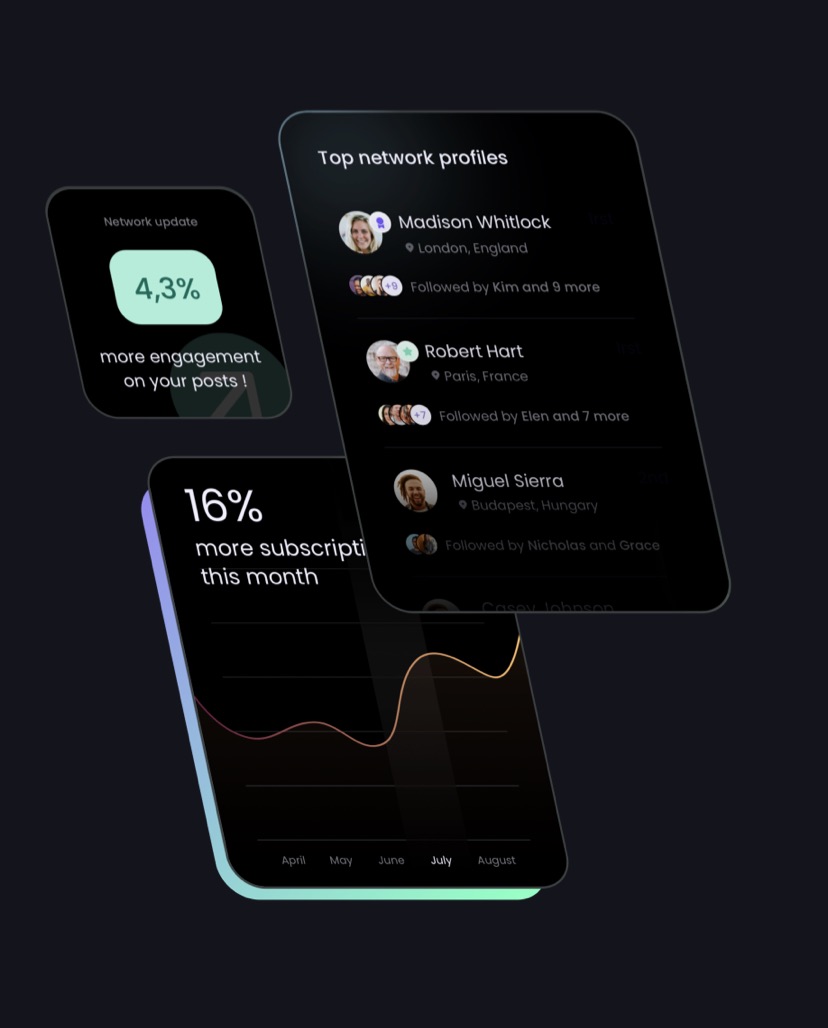 Top network profiles
Madison Whitlock
London, England
+9
Followed by Kim and 9 more
Robert Hart
Paris, France
+7
Followed by Elen and 7 more
Miguel Sierra
Budapest, Hungary
Followed by Nicholas and Grace
Casey Johnson
Network update
4,3%
more engagement
on your posts !
16%
more subscripti
this month
April May June July August